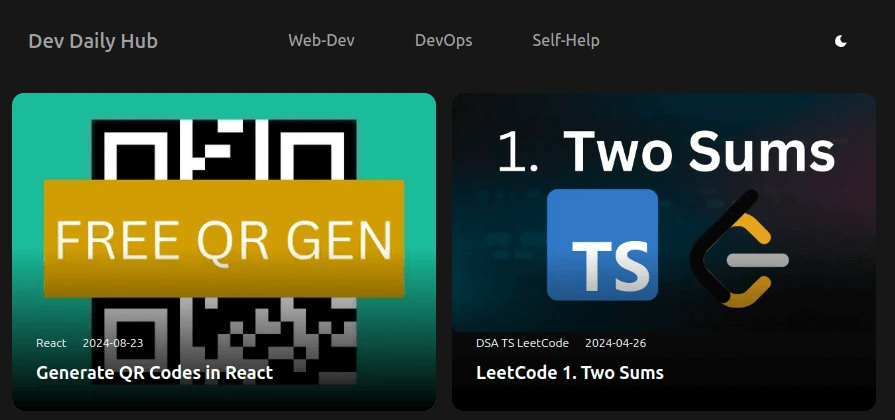 Dev Daily Hub
Web-Dev
DevOps
Self-Help
FREE QR GEN
React 2024-08-23
Generate QR Codes in React
1. Two Sums
TS
DSA TS LeetCode 2024-04-26
LeetCode 1. Two Sums